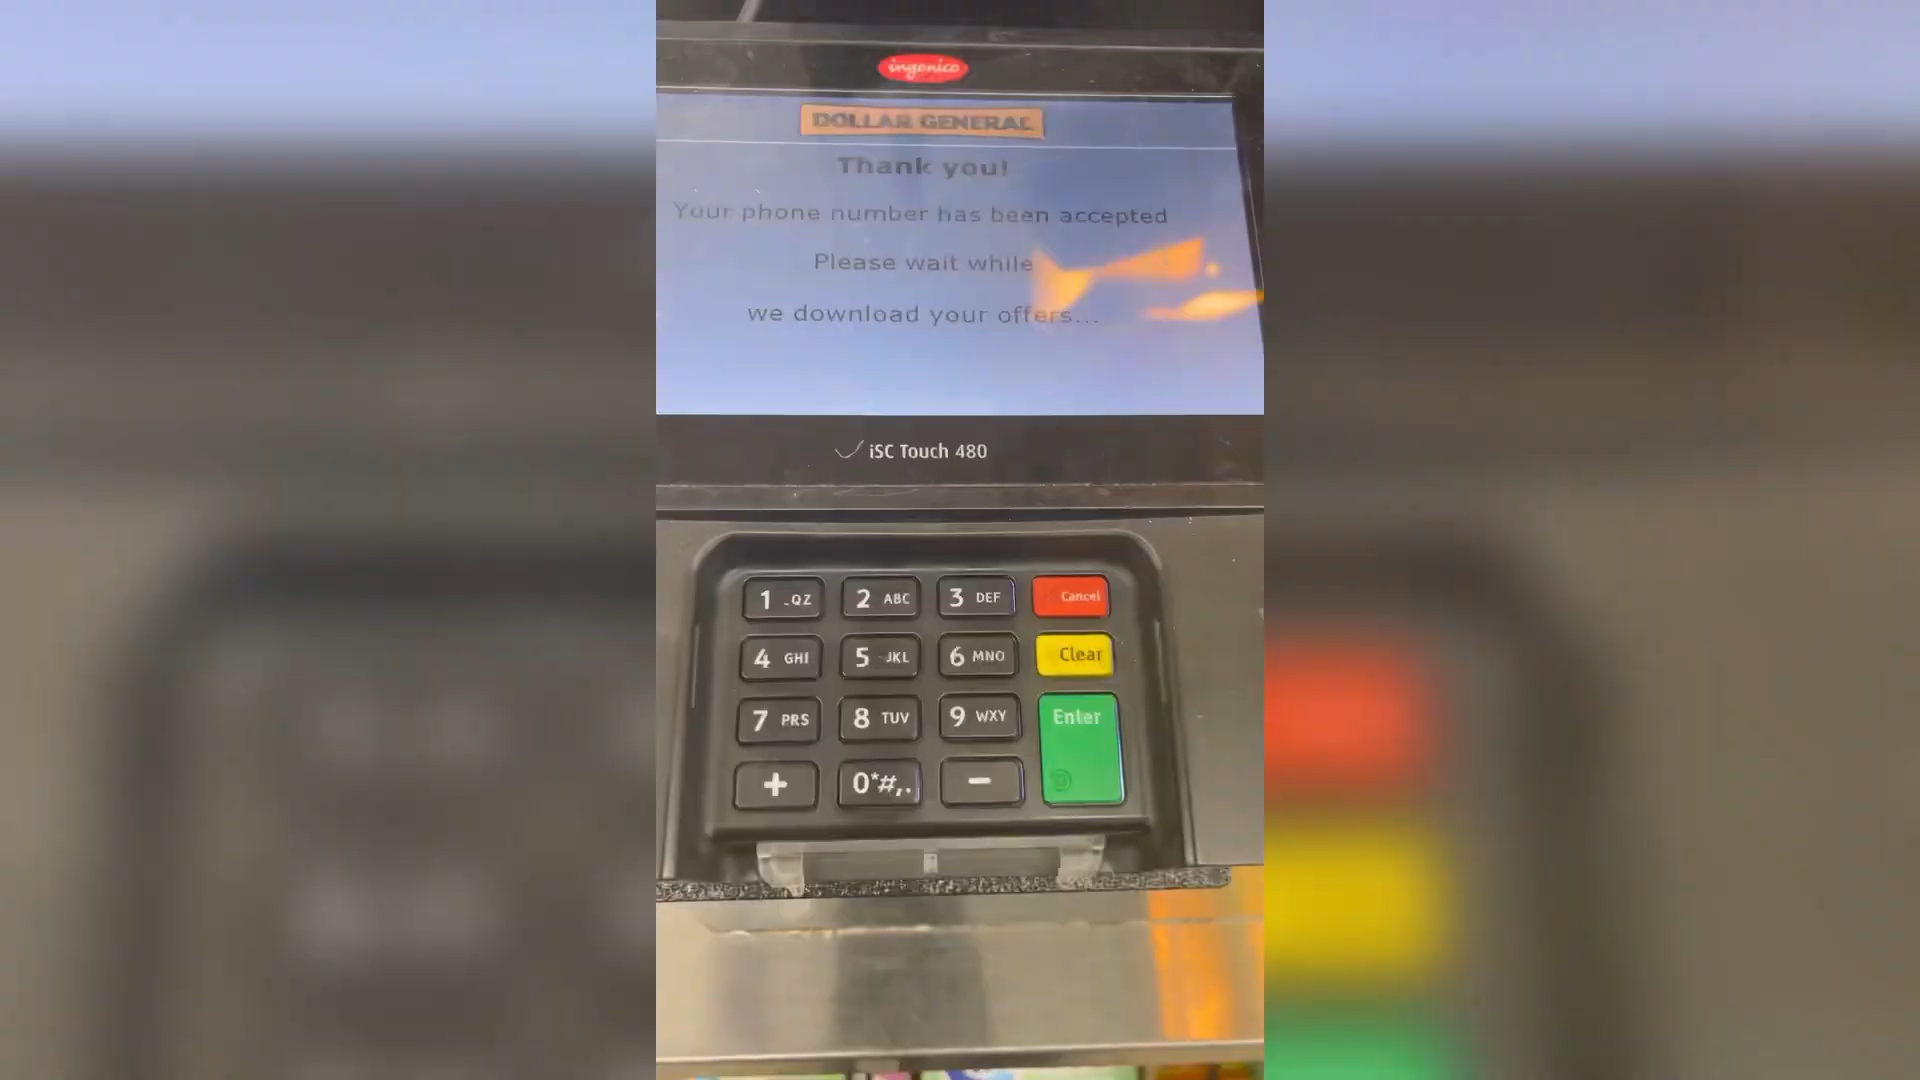 ingenico
DOLLAR GENERAL
Thank you!
Your phone number has been accepted
Please wait while
we download your offers...
iSC Touch 480
1 -QZ 2 ABC 3 DEF Cancel
4 GHI 5 JKL 6 MNO Clear
7 PRS 8 TUV 9 WXY Enter
+ 0*#,. -